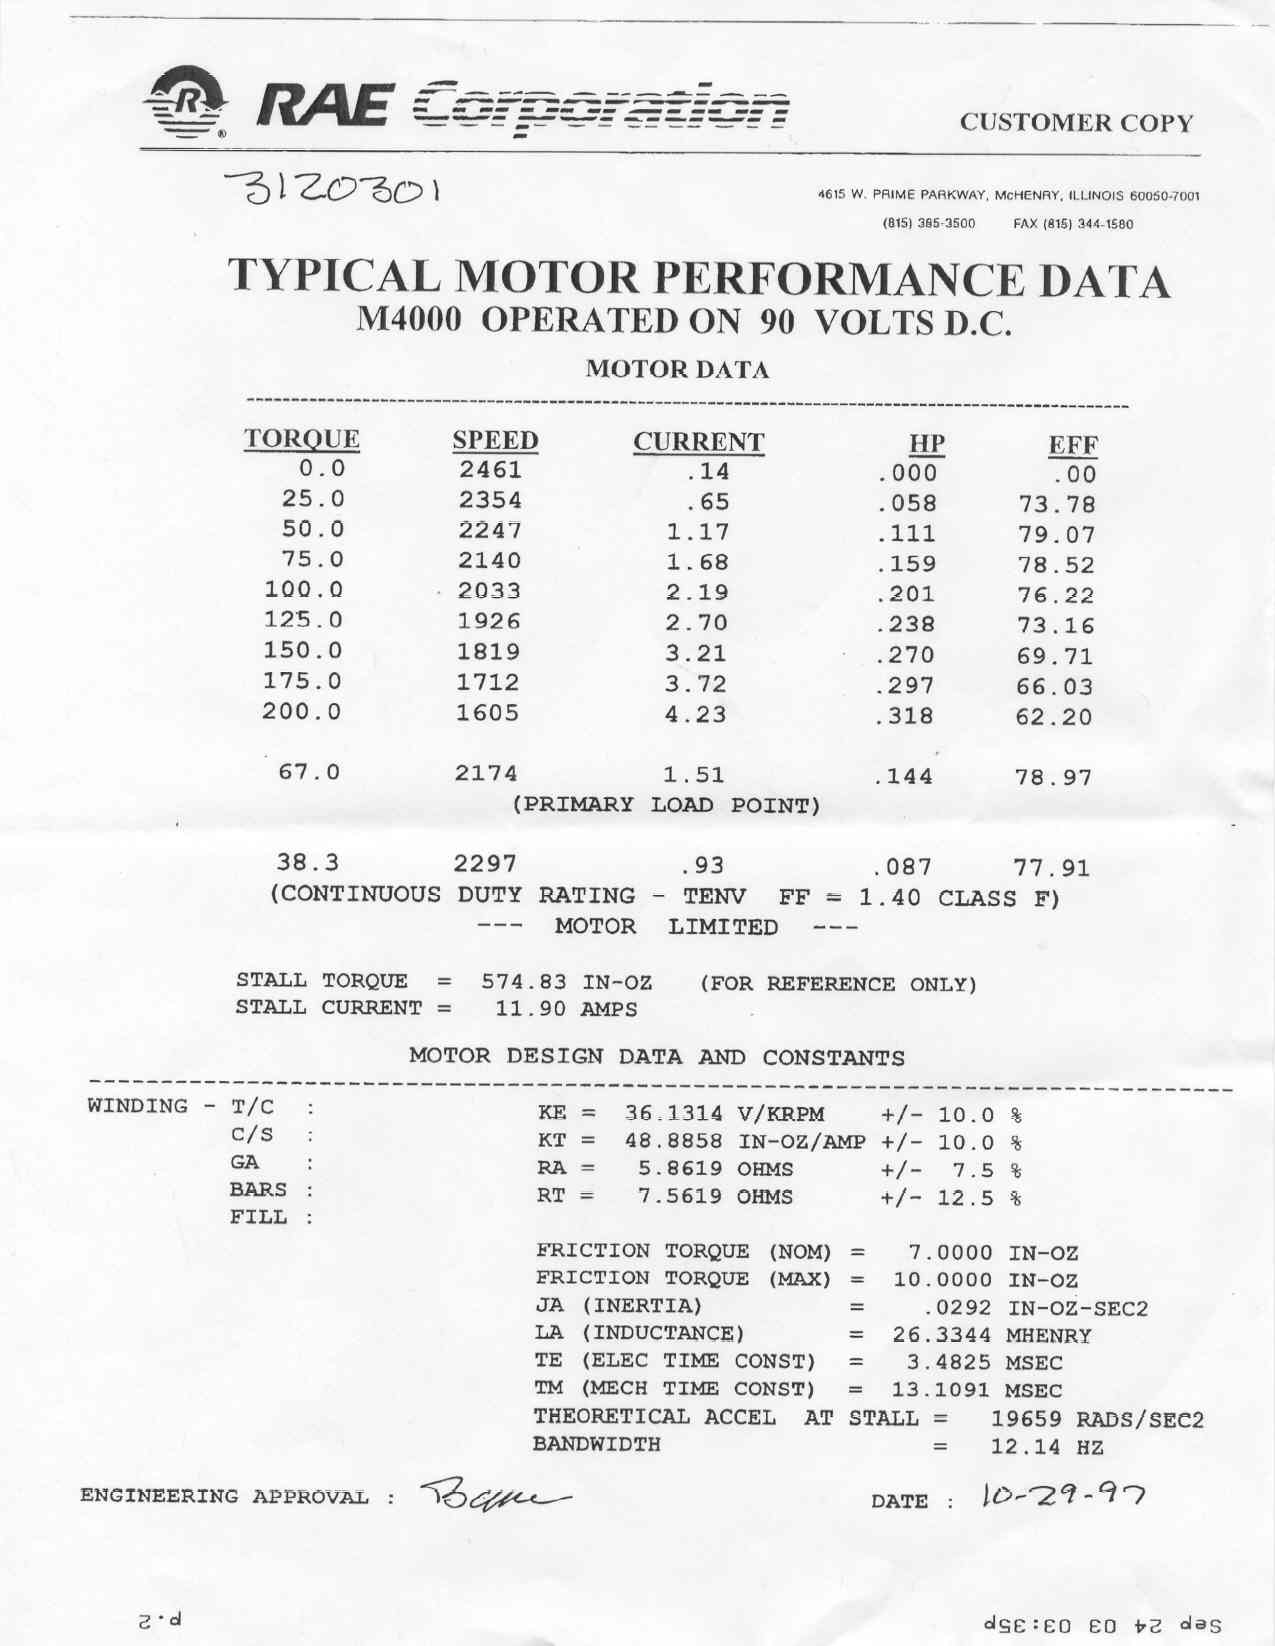 R ® RAE Corporation
CUSTOMER COPY
3120301
4615 W. PRIME PARKWAY, McHENRY, ILLINOIS 60050-7001
(815) 385-3500 FAX (815) 344-1580
TYPICAL MOTOR PERFORMANCE DATA
M4000 OPERATED ON 90 VOLTS D.C.
MOTOR DATA
TORQUE SPEED CURRENT HP EFF
0.0 2461 .14 .000 .00
25.0 2354 .65 .058 73.78
50.0 2247 1.17 .111 79.07
75.0 2140 1.68 .159 78.52
100.0 2033 2.19 .201 76.22
125.0 1926 2.70 .238 73.16
150.0 1819 3.21 .270 69.71
175.0 1712 3.72 .297 66.03
200.0 1605 4.23 .318 62.20
67.0 2174 1.51 .144 78.97
(PRIMARY LOAD POINT)
38.3 2297 .93 .087 77.91
(CONTINUOUS DUTY RATING - TENV FF = 1.40 CLASS F)
--- MOTOR LIMITED ---
STALL TORQUE = 574.83 IN-OZ (FOR REFERENCE ONLY)
STALL CURRENT = 11.90 AMPS
MOTOR DESIGN DATA AND CONSTANTS
WINDING - T/C :
C/S :
GA :
BARS :
FILL :
KE = 36.1314 V/KRPM +/- 10.0 %
KT = 48.8858 IN-OZ/AMP +/- 10.0 %
RA = 5.8619 OHMS +/- 7.5 %
RT = 7.5619 OHMS +/- 12.5 %
FRICTION TORQUE (NOM) = 7.0000 IN-OZ
FRICTION TORQUE (MAX) = 10.0000 IN-OZ
JA (INERTIA) = .0292 IN-OZ-SEC2
LA (INDUCTANCE) = 26.3344 MHENRY
TE (ELEC TIME CONST) = 3.4825 MSEC
TM (MECH TIME CONST) = 13.1091 MSEC
THEORETICAL ACCEL AT STALL = 19659 RADS/SEC2
BANDWIDTH = 12.14 HZ
ENGINEERING APPROVAL :
DATE : 10-29-97
p.2
Sep 24 03 03:35p